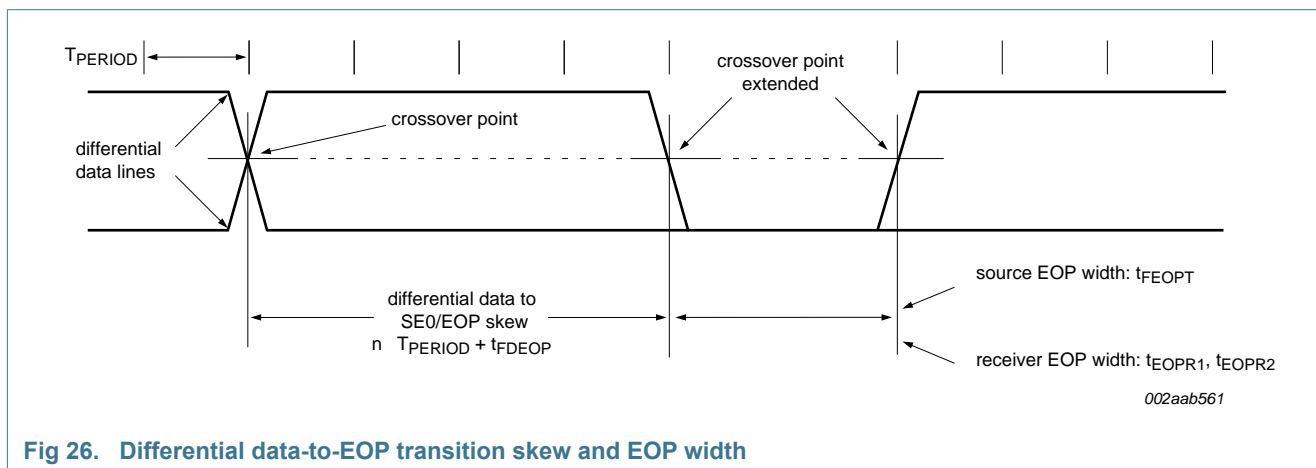 TPERIOD
crossover point
extended
crossover point
differential
data lines
differential data to
SE0/EOP skew
n TPERIOD + tFDEOP
source EOP width: tFEOPT
receiver EOP width: tEOPR1, tEOPR2
002aab561
Fig 26. Differential data-to-EOP transition skew and EOP width